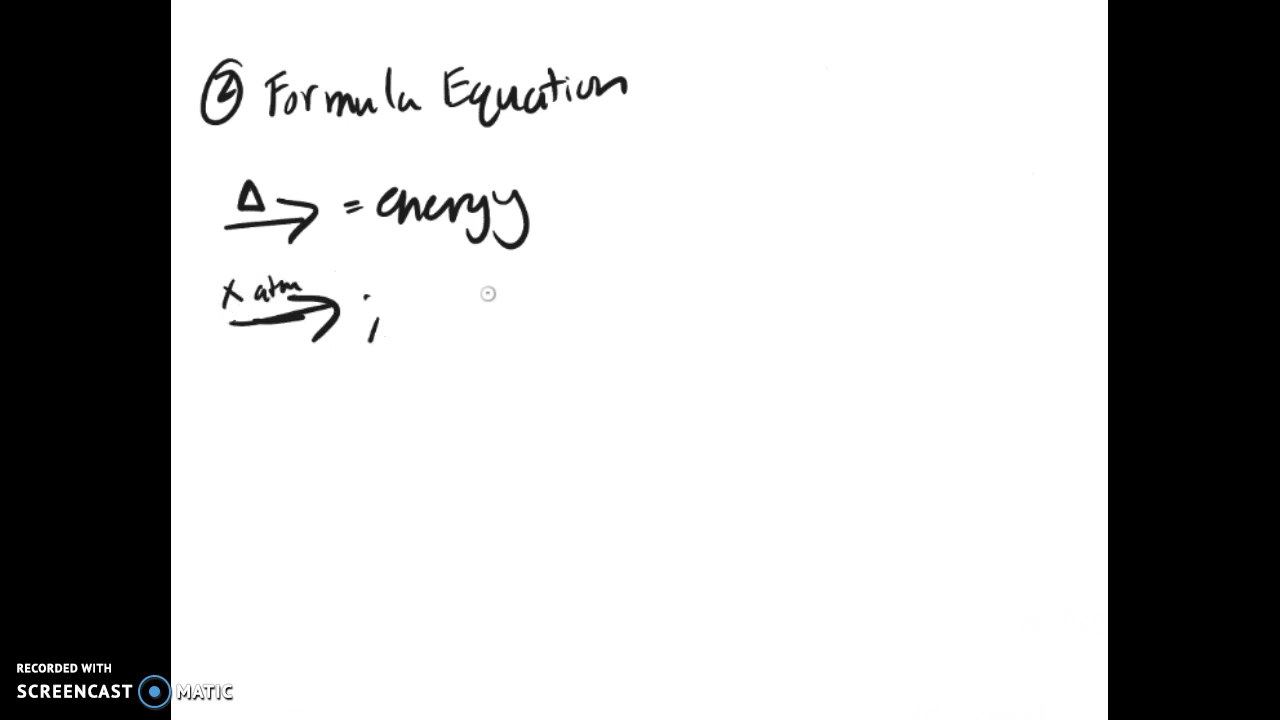 ② Formula Equation
Δ
→ = energy
x atm
→ ;
RECORDED WITH
SCREENCAST MATIC